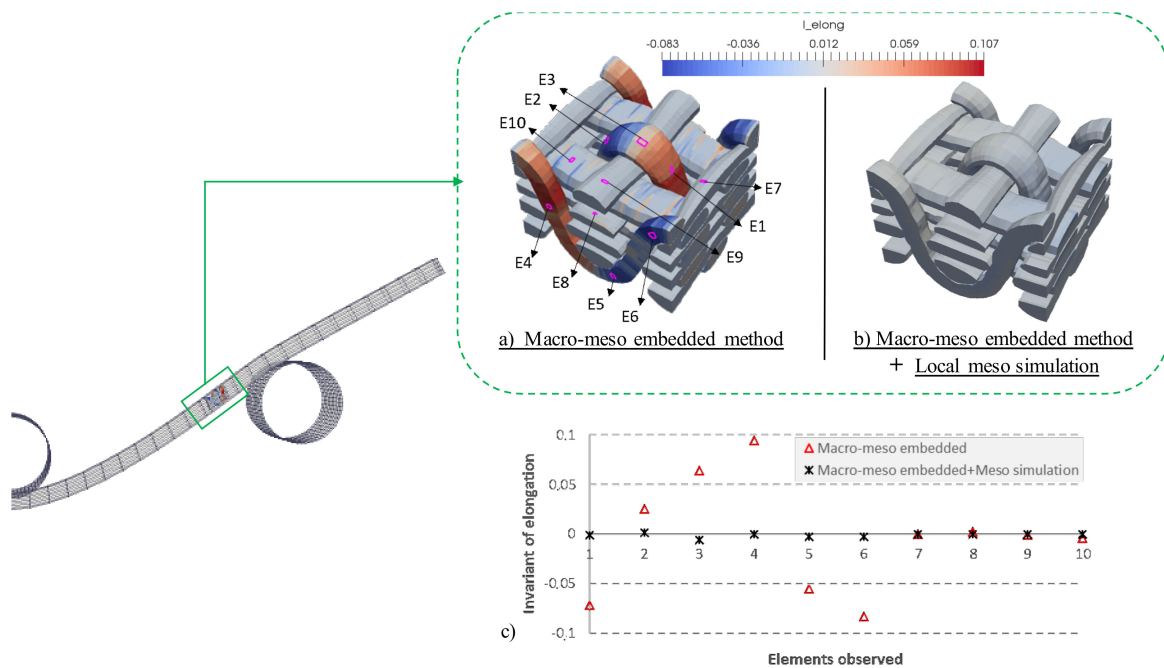 I_elong
-0.083 -0.036 0.012 0.059 0.107
E3
E2
E10
E7
E1
E4
E9
E8
E5
E6
a) Macro-meso embedded method
b) Macro-meso embedded method
+ Local meso simulation
0,1
Macro-meso embedded
Macro-meso embedded+Meso simulation
0,05
0
1 2 3 4 5 6 7 8 9 10
-0,05
-0,1
Invariant of elongation
c)
Elements observed